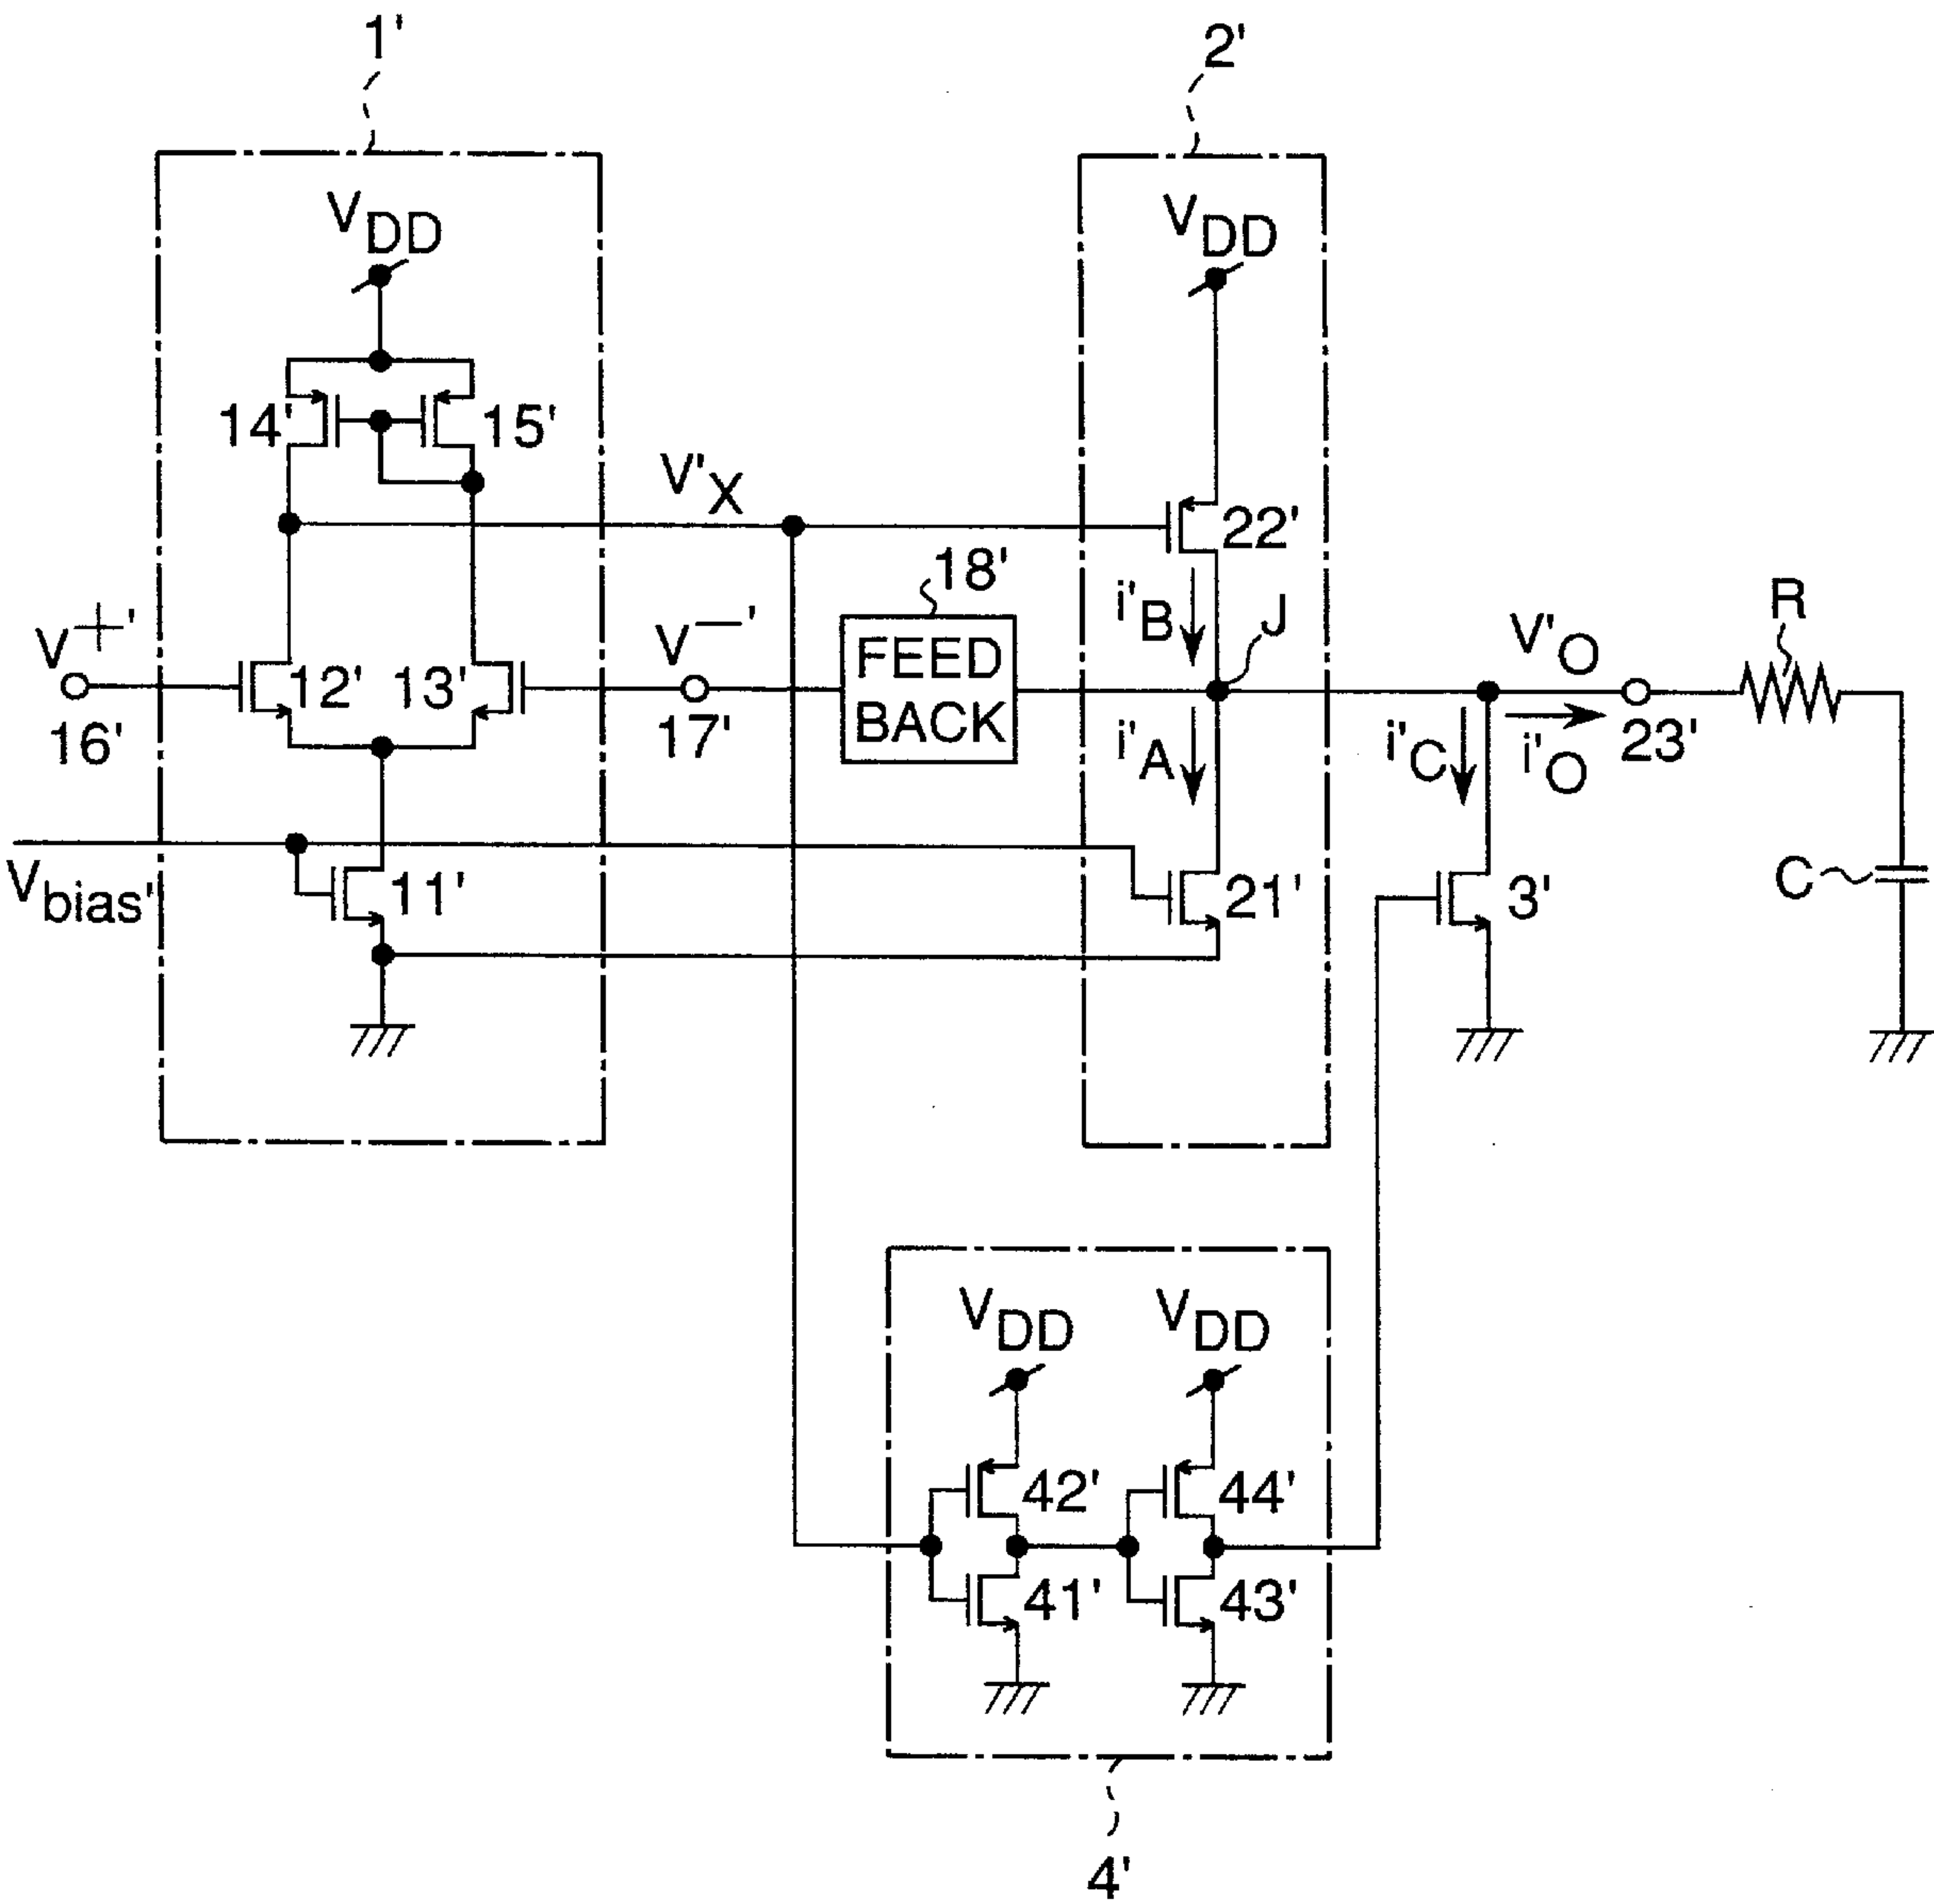 1'
2'
VDD
VDD
14'
15'
V'X
22'
18'
i'B
J
R
V+'
12'
13'
V—'
FEED
BACK
V'O
16'
17'
i'A
i'C
i'O
23'
Vbias'
11'
21'
3'
C
VDD
VDD
42'
44'
41'
43'
4'